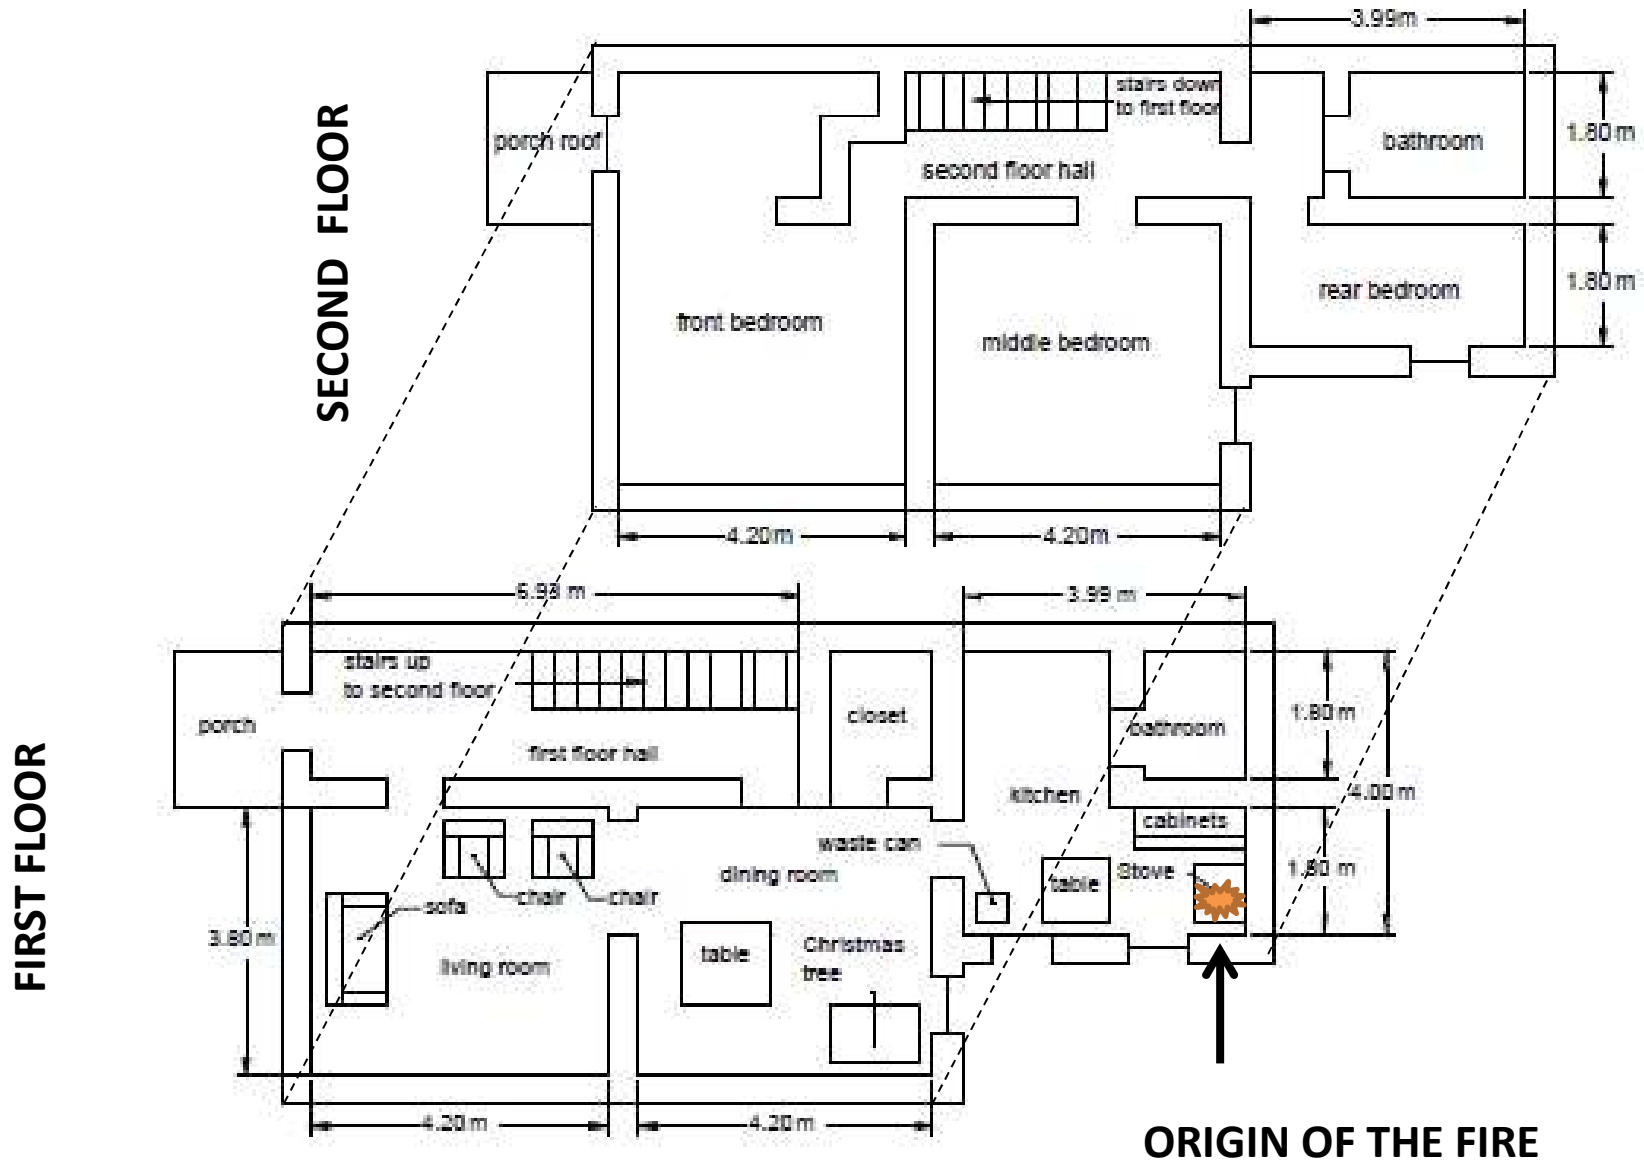 SECOND FLOOR
3.99m
stairs down
to first floor
porch roof
bathroom
1.80 m
second floor hall
rear bedroom
1.80 m
front bedroom
middle bedroom
4.20m
4.20m
FIRST FLOOR
6.93 m
3.99 m
stairs up
to second floor
closet
porch
bathroom
1.80 m
first floor hall
kitchen
4.00 m
cabinets
waste can
dining room
table
Stove
1.80 m
chair
chair
sofa
3.80 m
living room
table
Christmas
tree
4.20m
4.20m
ORIGIN OF THE FIRE